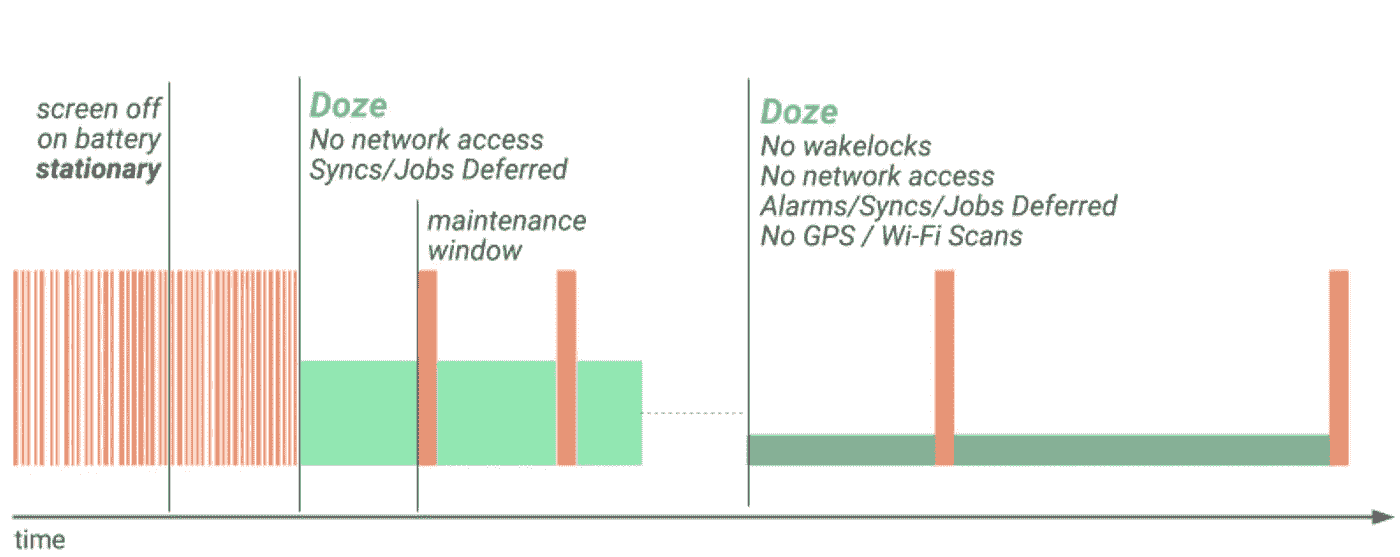 screen off
on battery
stationary
Doze
No network access
Syncs/Jobs Deferred
maintenance
window
Doze
No wakelocks
No network access
Alarms/Syncs/Jobs Deferred
No GPS / Wi-Fi Scans
time